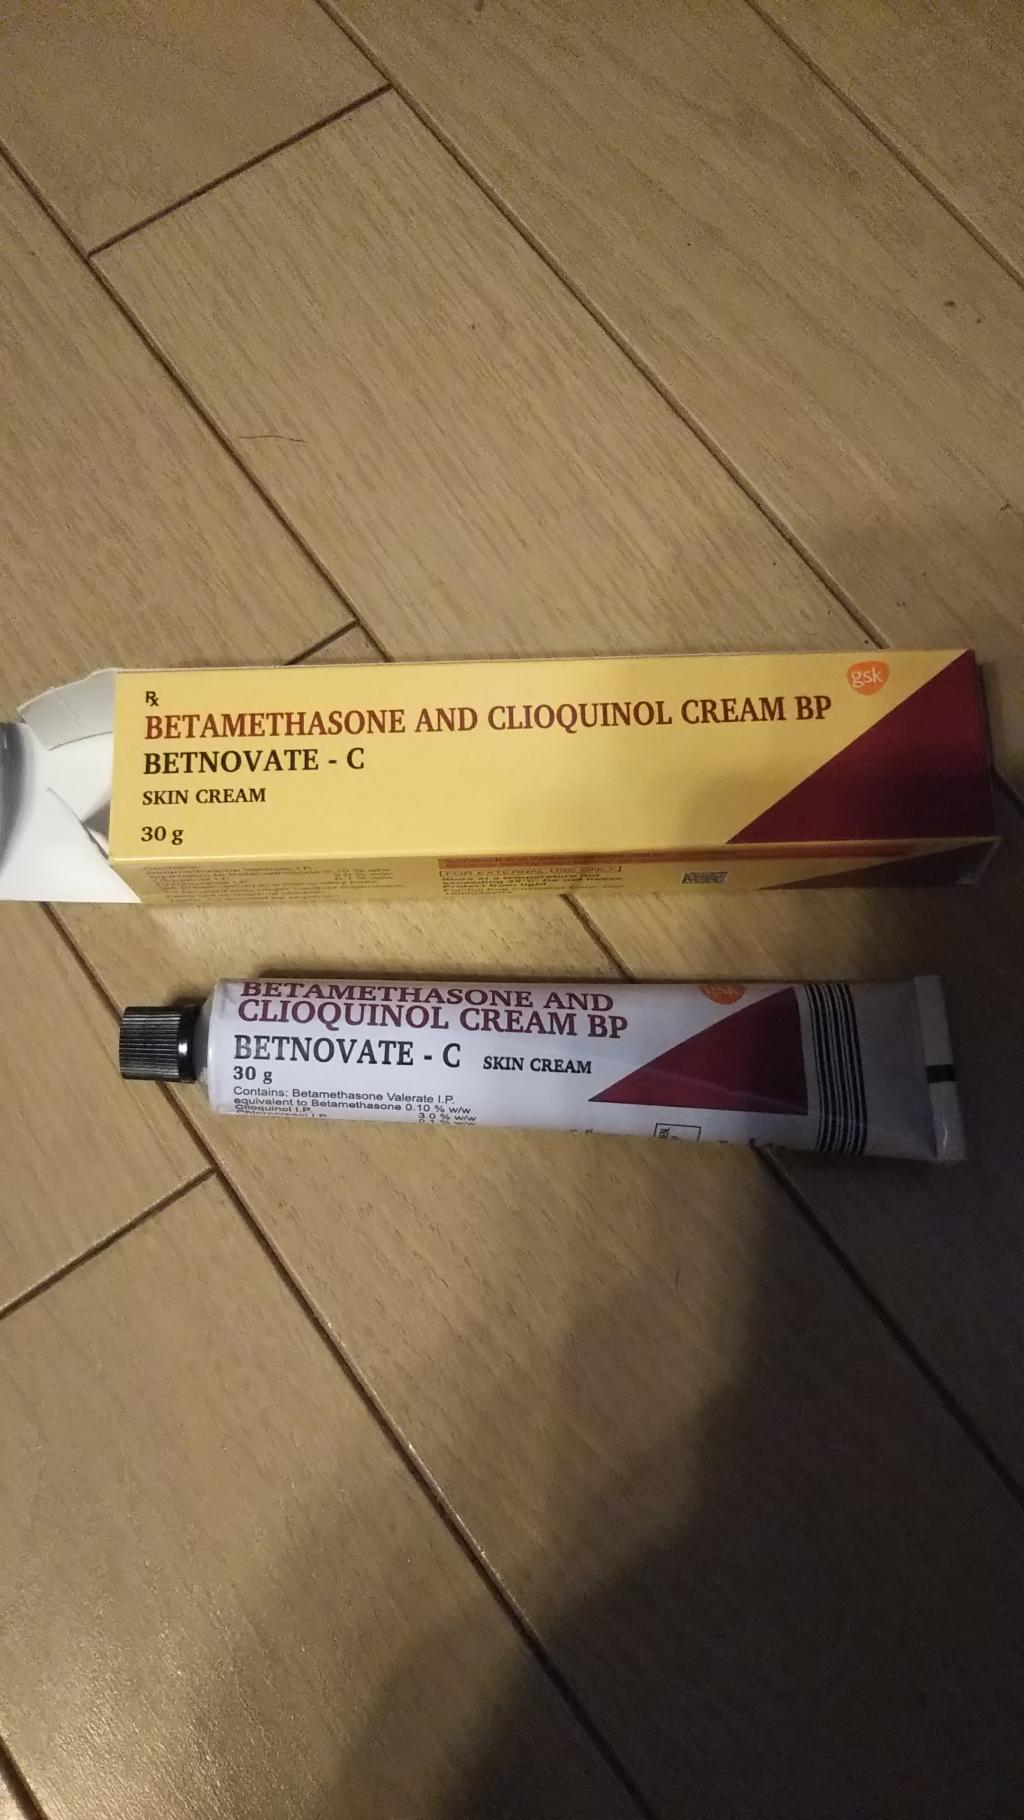 gsk
Rx
BETAMETHASONE AND CLIOQUINOL CREAM BP
BETNOVATE - C
SKIN CREAM
30 g
FOR EXTERNAL USE ONLY
BETAMETHASONE AND
CLIOQUINOL CREAM BP
gsk
BETNOVATE - C SKIN CREAM
30 g
Contains: Betamethasone Valerate I.P.
equivalent to Betamethasone 0.10 % w/w
Clioquinol I.P. 3.0 % w/w